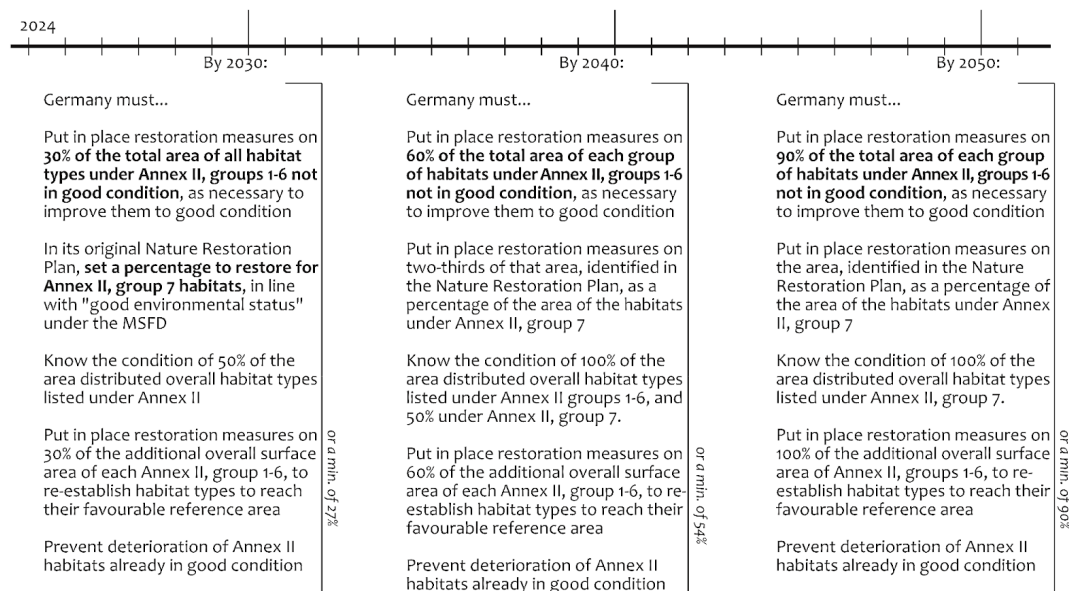 2024
By 2030:
Germany must...
Put in place restoration measures on
30% of the total area of all habitat
types under Annex II, groups 1-6 not
in good condition, as necessary to
improve them to good condition
In its original Nature Restoration
Plan, set a percentage to restore for
Annex II, group 7 habitats, in line
with "good environmental status"
under the MSFD
Know the condition of 50% of the
area distributed overall habitat types
listed under Annex II
Put in place restoration measures on
30% of the additional overall surface
area of each Annex II, group 1-6, to
re-establish habitat types to reach
their favourable reference area
Prevent deterioration of Annex II
habitats already in good condition
or a min. of 27%
By 2040:
Germany must...
Put in place restoration measures on
60% of the total area of each group
of habitats under Annex II, groups 1-6
not in good condition, as necessary
to improve them to good condition
Put in place restoration measures on
two-thirds of that area, identified in
the Nature Restoration Plan, as a
percentage of the area of the habitats
under Annex II, group 7
Know the condition of 100% of the
area distributed overall habitat types
listed under Annex II groups 1-6, and
50% under Annex II, group 7.
Put in place restoration measures on
60% of the additional overall surface
area of each Annex II, group 1-6, to re-
establish habitat types to reach their
favourable reference area
Prevent deterioration of Annex II
habitats already in good condition
or a min. of 54%
By 2050:
Germany must...
Put in place restoration measures on
90% of the total area of each group
of habitats under Annex II, groups 1-6
not in good condition, as necessary
to improve them to good condition
Put in place restoration measures on
the area, identified in the Nature
Restoration Plan, as a percentage of
the area of the habitats under Annex
II, group 7
Know the condition of 100% of the
area distributed overall habitat types
listed under Annex II, group 7.
Put in place restoration measures on
100% of the additional overall surface
area of Annex II, groups 1-6, to re-
establish habitat types to reach their
favourable reference area
Prevent deterioration of Annex II
habitats already in good condition
or a min. of 90%